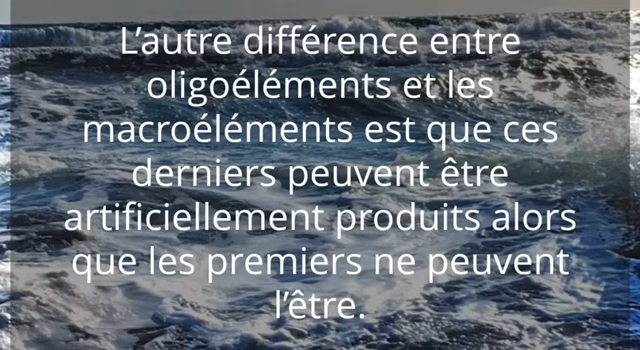 L’autre différence entre
oligoéléments et les
macroéléments est que ces
derniers peuvent être
artificiellement produits alors
que les premiers ne peuvent
l’être.